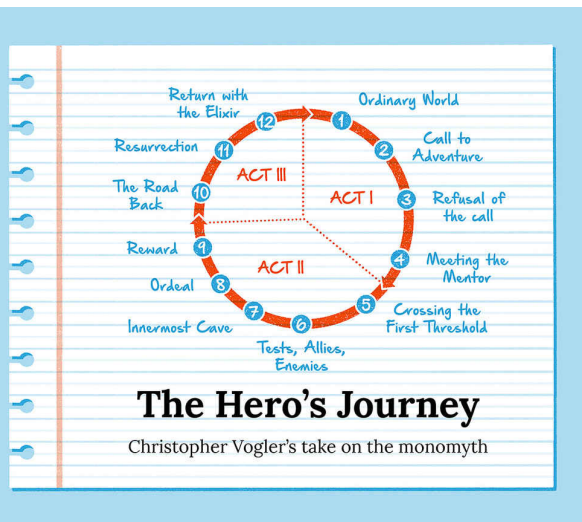 1
Ordinary World
2
Call to
Adventure
3
Refusal of
the call
4
Meeting the
Mentor
5
Crossing the
First Threshold
6
Tests, Allies,
Enemies
7
Innermost Cave
8
Ordeal
9
Reward
10
The Road
Back
11
Resurrection
12
Return with
the Elixir
ACT I
ACT II
ACT III
The Hero's Journey
Christopher Vogler's take on the monomyth